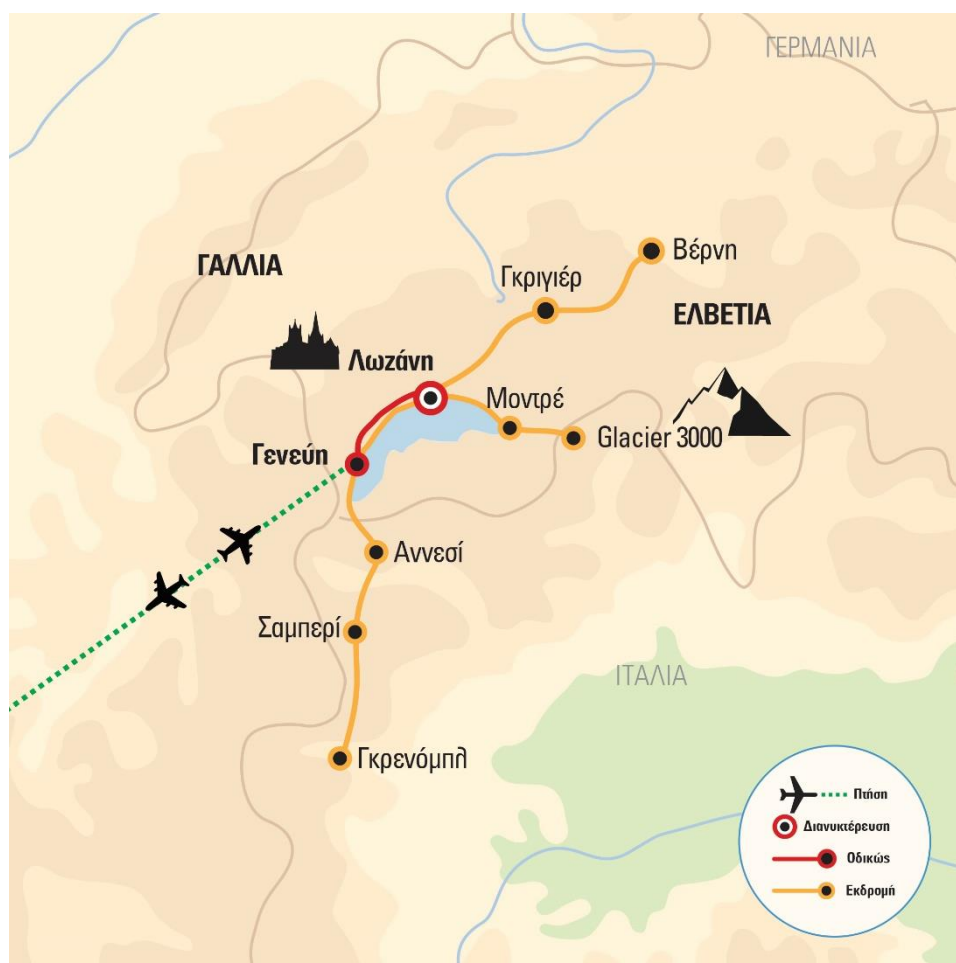 ΓΕΡΜΑΝΙΑ
Βέρνη
ΓΑΛΛΙΑ
Γκριγιέρ
ΕΛΒΕΤΙΑ
Λωζάνη
Μοντρέ
Glacier 3000
Γενεύη
Αννεσί
Σαμπερί
ΙΤΑΛΙΑ
Γκρενόμπλ
Πτήση
Διανυκτέρευση
Οδικώς
Εκδρομή